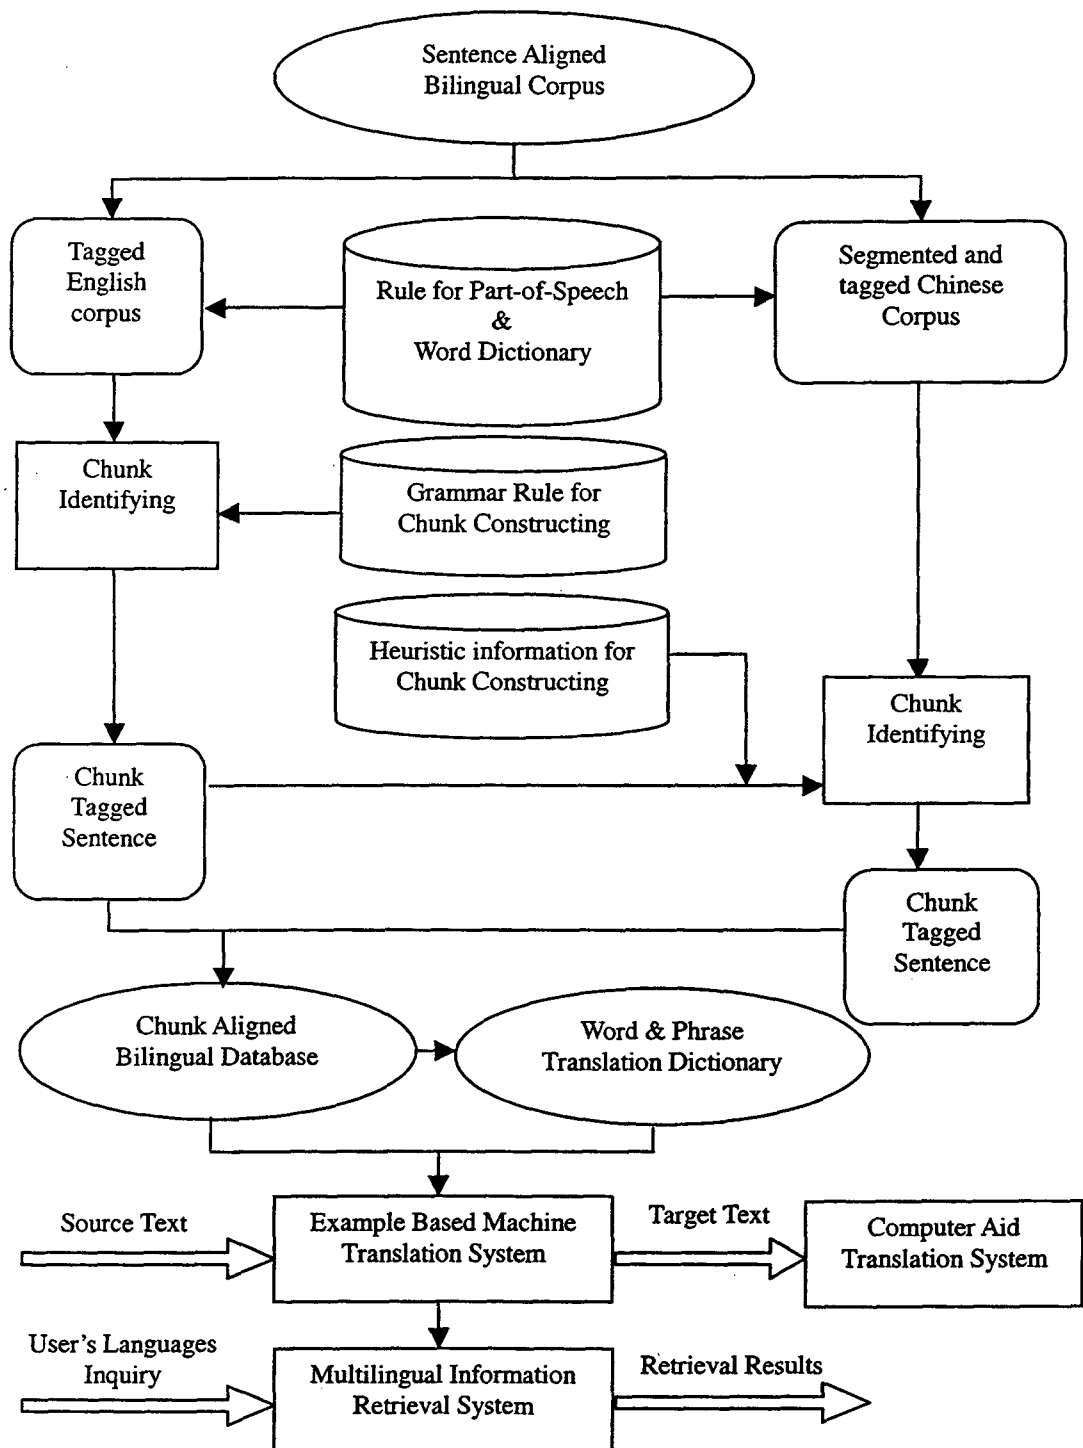 Sentence Aligned
Bilingual Corpus
Tagged
English
corpus
Rule for Part-of-Speech
&
Word Dictionary
Segmented and
tagged Chinese
Corpus
Chunk
Identifying
Grammar Rule for
Chunk Constructing
Heuristic information for
Chunk Constructing
Chunk
Identifying
Chunk
Tagged
Sentence
Chunk
Tagged
Sentence
Chunk Aligned
Bilingual Database
Word & Phrase
Translation Dictionary
Source Text
Example Based Machine
Translation System
Target Text
Computer Aid
Translation System
User's Languages
Inquiry
Multilingual Information
Retrieval System
Retrieval Results